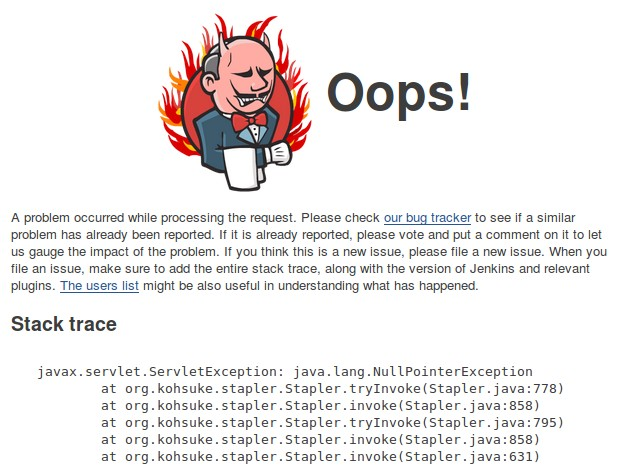 Oops!
A problem occurred while processing the request. Please check our bug tracker to see if a similar
problem has already been reported. If it is already reported, please vote and put a comment on it to let
us gauge the impact of the problem. If you think this is a new issue, please file a new issue. When you
file an issue, make sure to add the entire stack trace, along with the version of Jenkins and relevant
plugins. The users list might be also useful in understanding what has happened.
Stack trace
javax.servlet.ServletException: java.lang.NullPointerException
at org.kohsuke.stapler.Stapler.tryInvoke(Stapler.java:778)
at org.kohsuke.stapler.Stapler.invoke(Stapler.java:858)
at org.kohsuke.stapler.Stapler.tryInvoke(Stapler.java:795)
at org.kohsuke.stapler.Stapler.invoke(Stapler.java:858)
at org.kohsuke.stapler.Stapler.invoke(Stapler.java:631)